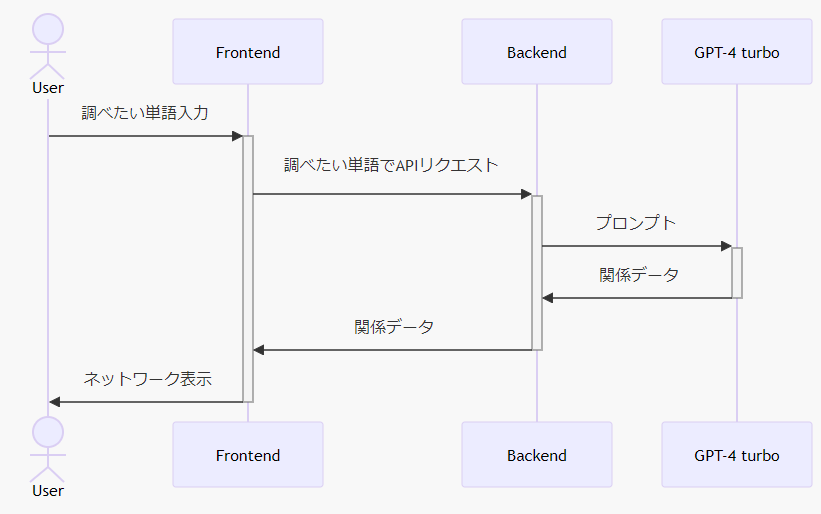 Frontend
Backend
GPT-4 turbo
User
調べたい単語入力
調べたい単語でAPIリクエスト
プロンプト
関係データ
関係データ
ネットワーク表示
Frontend
Backend
GPT-4 turbo
User